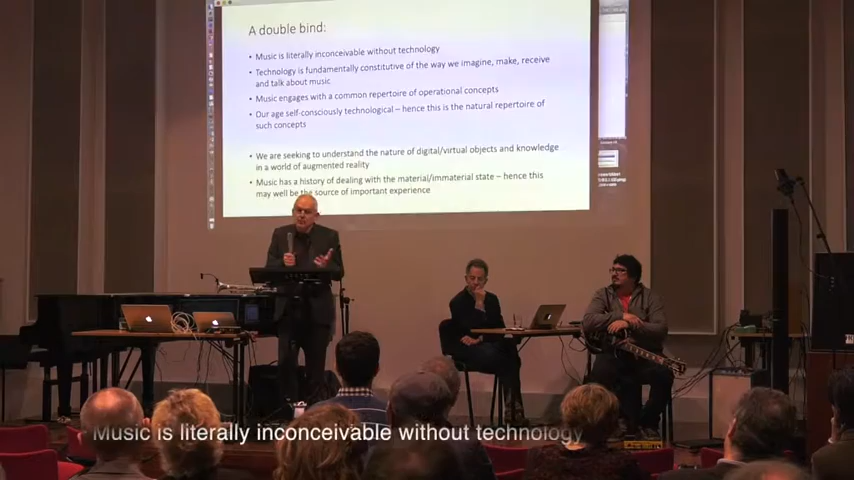 A double bind:
• Music is literally inconceivable without technology
• Technology is fundamentally constitutive of the way we imagine, make, receive
and talk about music
• Music engages with a common repertoire of operational concepts
• Our age self-consciously technological – hence this is the natural repertoire of
such concepts
• We are seeking to understand the nature of digital/virtual objects and knowledge
in a world of augmented reality
• Music has a history of dealing with the material/immaterial state – hence this
may well be the source of important experience
Music is literally inconceivable without technology